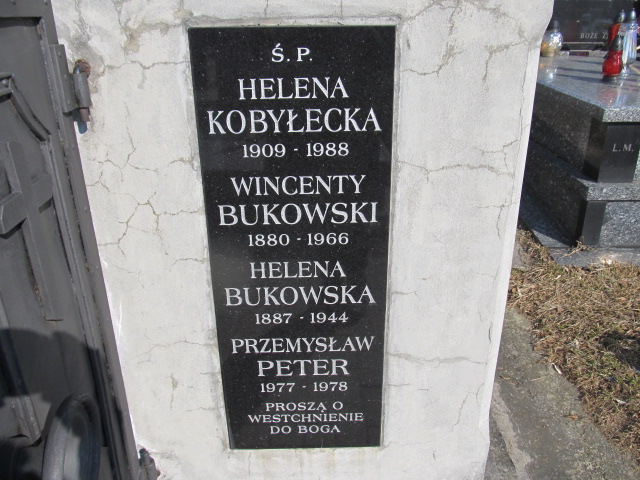 Ś. P.
HELENA
KOBYŁECKA
1909 - 1988
WINCENTY
BUKOWSKI
1880 - 1966
HELENA
BUKOWSKA
1887 - 1944
PRZEMYSŁAW
PETER
1977 - 1978
PROSZĄ O
WESTCHNIENIE
DO BOGA
BOŻE
L.M.